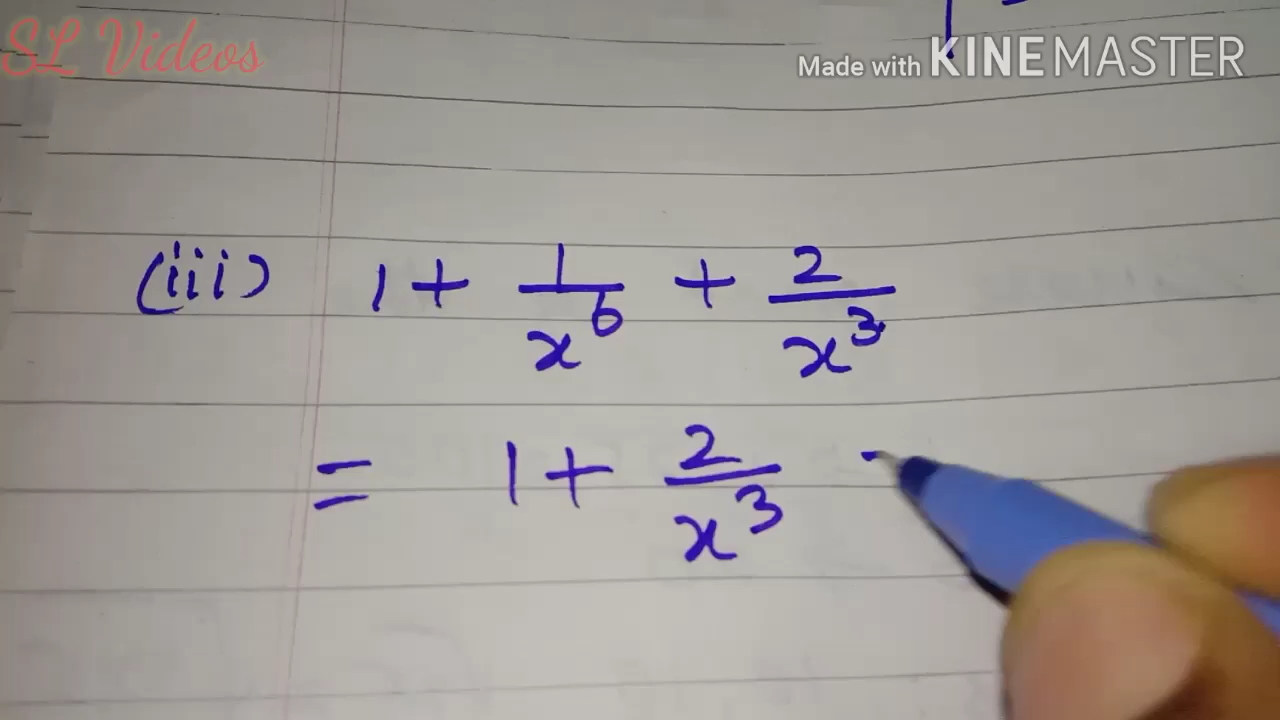 SL Videos
Made with KINEMASTER
(iii) 1 + 1/x⁶ + 2/x³
= 1 + 2/x³